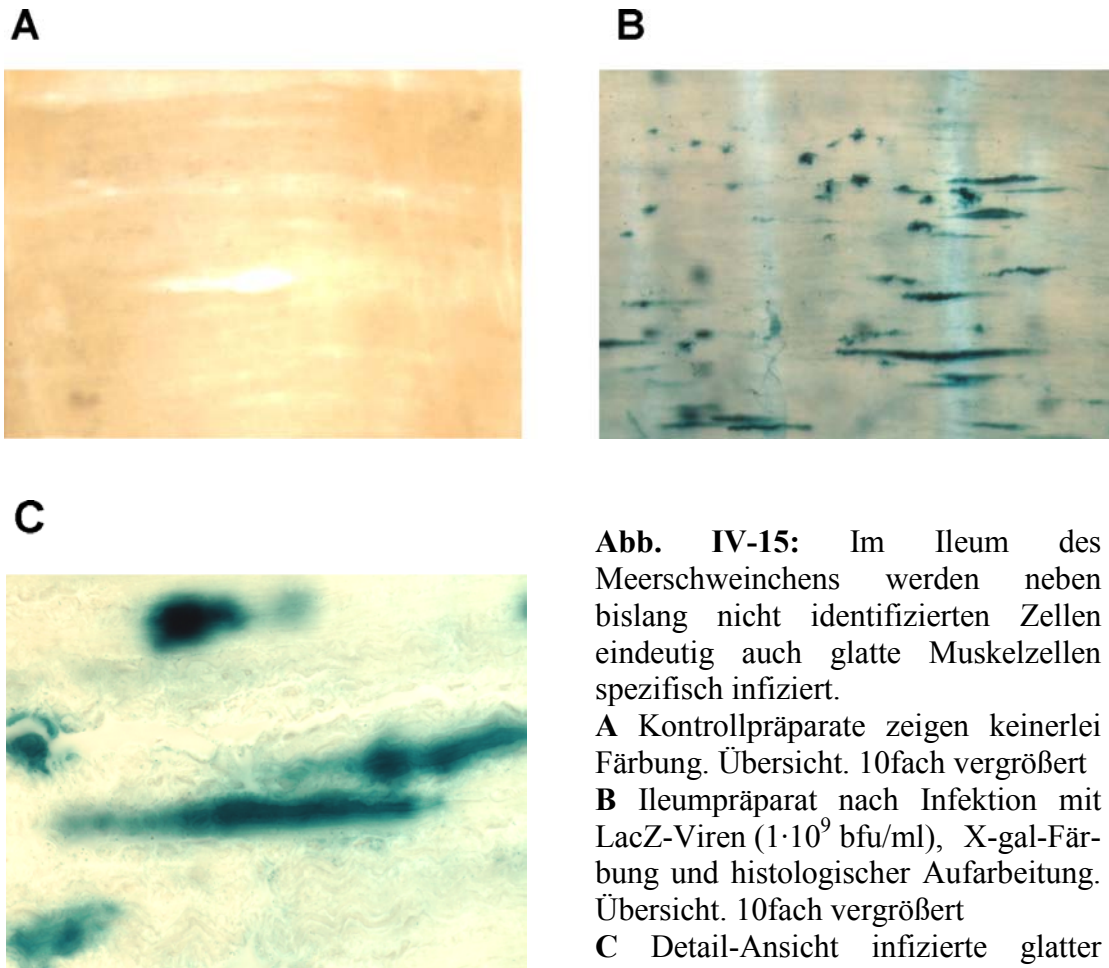 A
B
C
Abb. IV-15: Im Ileum des
Meerschweinchens werden neben
bislang nicht identifizierten Zellen
eindeutig auch glatte Muskelzellen
spezifisch infiziert.
A Kontrollpräparate zeigen keinerlei
Färbung. Übersicht. 10fach vergrößert
B Ileumpräparat nach Infektion mit
LacZ-Viren (1·10⁹ bfu/ml), X-gal-Fär-
bung und histologischer Aufarbeitung.
Übersicht. 10fach vergrößert
C Detail-Ansicht infizierte glatter